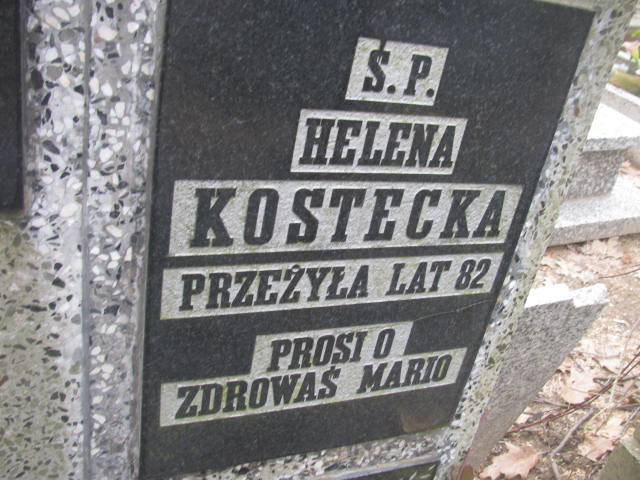 Ś.P.
HELENA
KOSTECKA
PRZEŻYŁA LAT 82
PROSI O
ZDROWAŚ MARIO